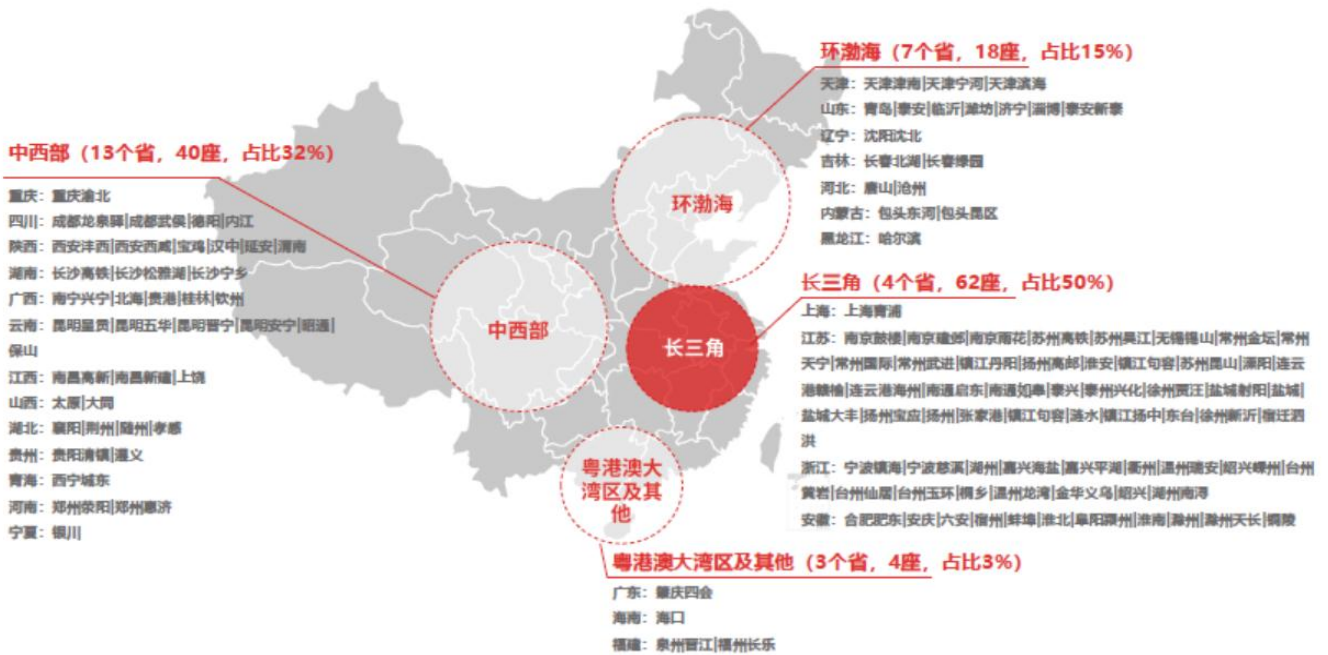 环渤海（7个省，18座，占比15%）
天津：天津津南|天津宁河|天津滨海
山东：青岛|泰安|临沂|潍坊|济宁|淄博|泰安新泰
辽宁：沈阳沈北
吉林：长春北湖|长春绿园
河北：唐山|沧州
内蒙古：包头东河|包头昆区
黑龙江：哈尔滨
中西部（13个省，40座，占比32%）
重庆：重庆渝北
四川：成都龙泉驿|成都武侯|德阳|内江
陕西：西安沣西|西安西咸|宝鸡|汉中|延安|渭南
湖南：长沙高铁|长沙松雅湖|长沙宁乡
广西：南宁兴宁|北海|贵港|桂林|钦州
云南：昆明呈贡|昆明五华|昆明晋宁|昆明安宁|昭通|
保山
江西：南昌高新|南昌新建|上饶
山西：太原|大同
湖北：襄阳|荆州|随州|孝感
贵州：贵阳清镇|遵义
青海：西宁城东
河南：郑州荥阳|郑州惠济
宁夏：银川
环渤海
中西部
长三角
粤港澳大
湾区及其
他
长三角（4个省，62座，占比50%）
上海：上海青浦
江苏：南京鼓楼|南京建邺|南京雨花|苏州高铁|苏州吴江|无锡锡山|常州金坛|常州
天宁|常州国际|常州武进|镇江丹阳|扬州高邮|淮安|镇江句容|苏州昆山|溧阳|连云
港赣榆|连云港海州|南通启东|南通如皋|泰兴|泰州兴化|徐州贾汪|盐城射阳|盐城|
盐城大丰|扬州宝应|扬州|张家港|镇江句容|涟水|镇江扬中|东台|徐州新沂|宿迁泗
洪
浙江：宁波镇海|宁波慈溪|湖州|嘉兴海盐|嘉兴平湖|衢州|温州瑞安|绍兴嵊州|台州
黄岩|台州仙居|台州玉环|桐乡|温州龙湾|金华义乌|绍兴|湖州南浔
安徽：合肥肥东|安庆|六安|宿州|蚌埠|淮北|阜阳颍州|淮南|滁州|滁州天长|铜陵
粤港澳大湾区及其他（3个省，4座，占比3%）
广东：肇庆四会
海南：海口
福建：泉州晋江|福州长乐